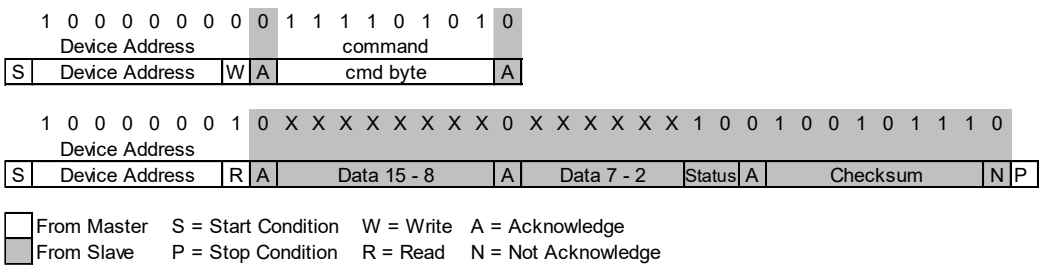 1 0 0 0 0 0 0 0 0 1 1 1 1 0 1 0 1 0
Device Address command
S Device Address W A cmd byte A
1 0 0 0 0 0 0 1 0 X X X X X X X X 0 X X X X X X 1 0 0 1 0 0 1 0 1 1 1 0
Device Address
S Device Address R A Data 15 - 8 A Data 7 - 2 Status A Checksum N P
From Master S = Start Condition W = Write A = Acknowledge
From Slave P = Stop Condition R = Read N = Not Acknowledge